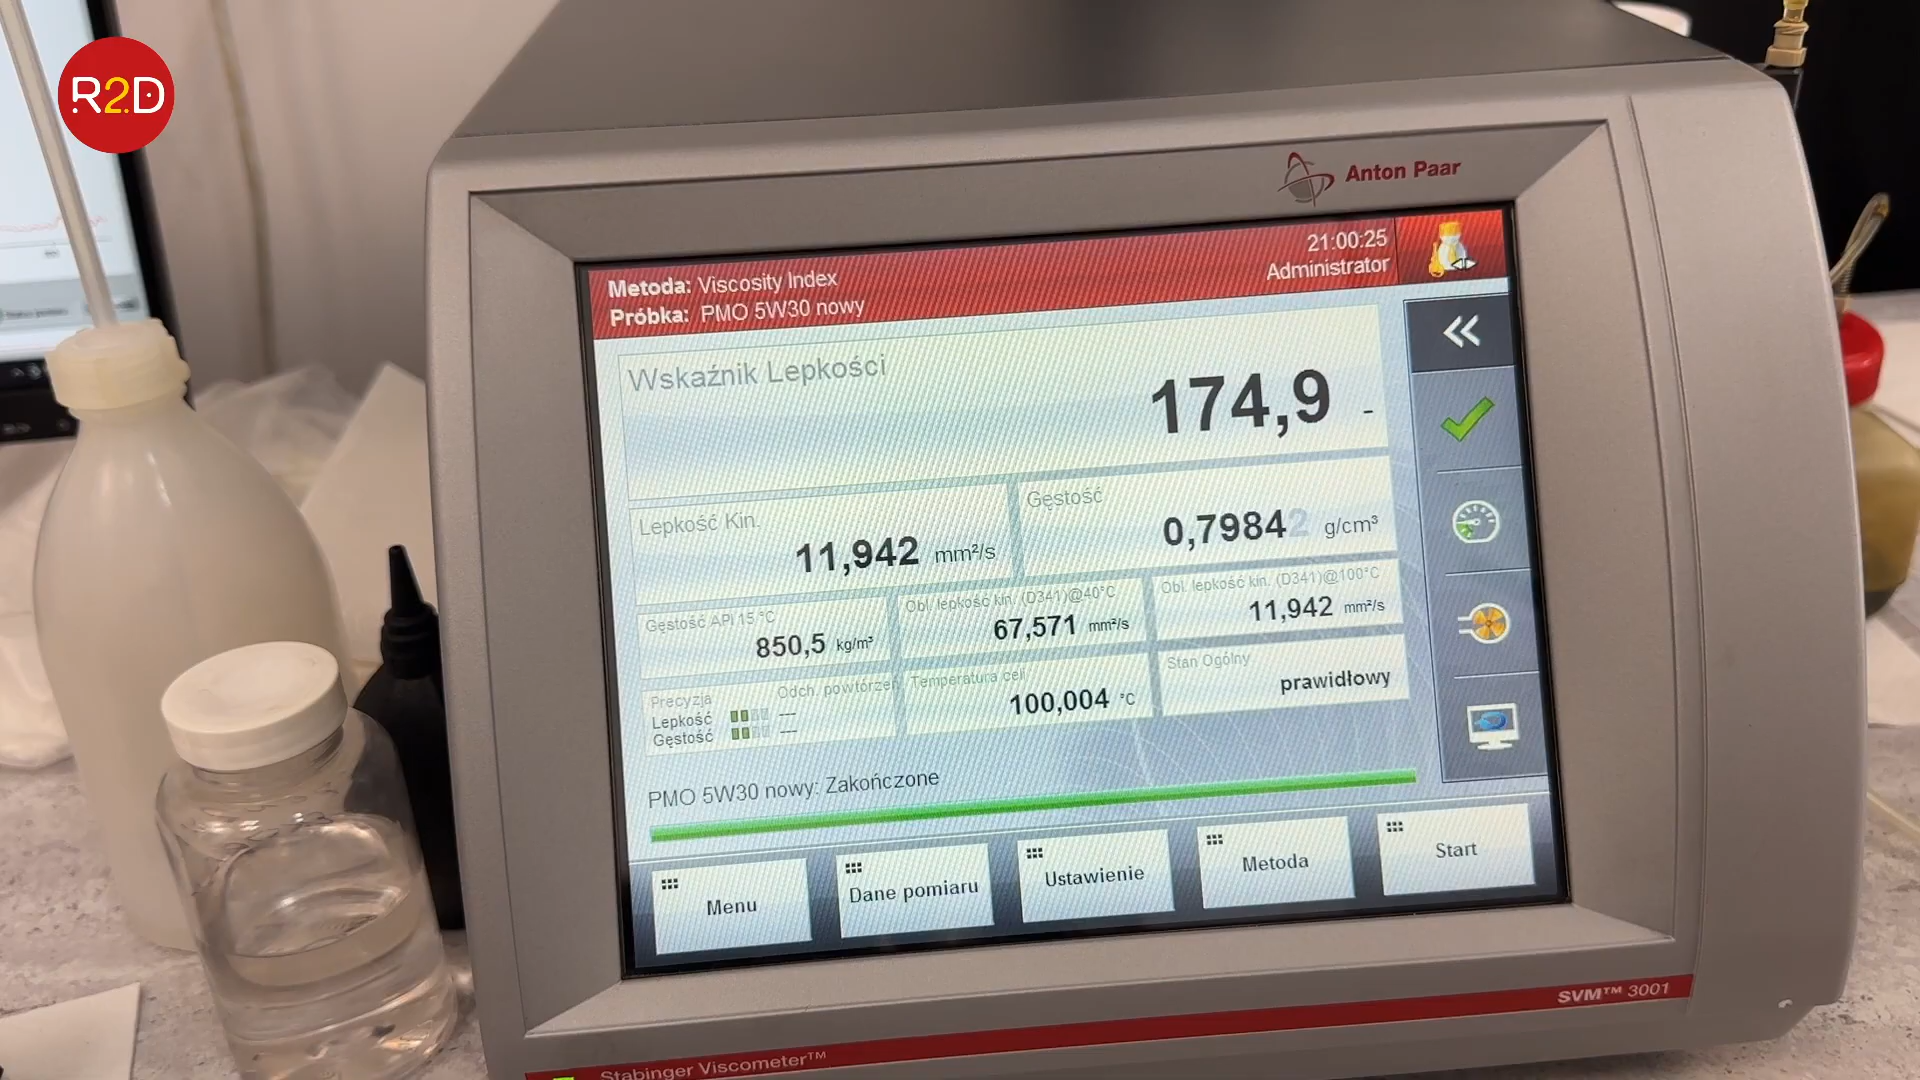 R2D
Anton Paar
Metoda: Viscosity Index
Próbka: PMO 5W30 nowy
21:00:25
Administrator
Wskaźnik Lepkości
174,9 -
Lepkość Kin.
11,942 mm²/s
Gęstość
0,79842 g/cm³
Gęstość API 15 °C
850,5 kg/m³
Obl. lepkość kin. (D341)@40°C
67,571 mm²/s
Obl. lepkość kin. (D341)@100°C
11,942 mm²/s
Precyzja
Odch. powtórzeń
Lepkość ---
Gęstość ---
Temperatura celi
100,004 °C
Stan Ogólny
prawidłowy
PMO 5W30 nowy: Zakończone
Menu
Dane pomiaru
Ustawienie
Metoda
Start
SVM™ 3001
Stabinger Viscometer™